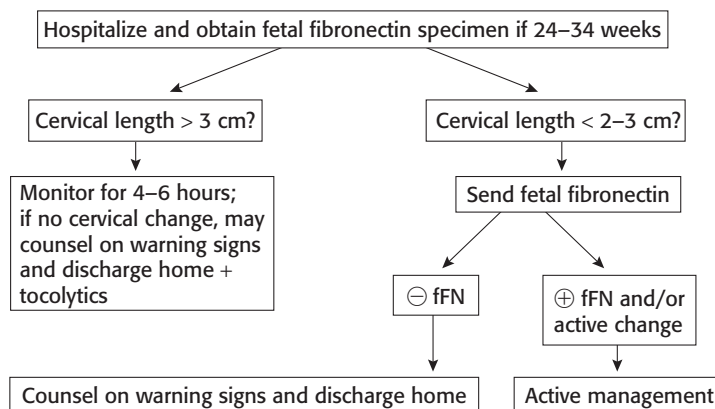 Hospitalize and obtain fetal fibronectin specimen if 24–34 weeks
Cervical length > 3 cm?
Cervical length < 2–3 cm?
Monitor for 4–6 hours;
if no cervical change, may
counsel on warning signs
and discharge home +
tocolytics
Send fetal fibronectin
⊖ fFN
⊕ fFN and/or
active change
Counsel on warning signs and discharge home
Active management